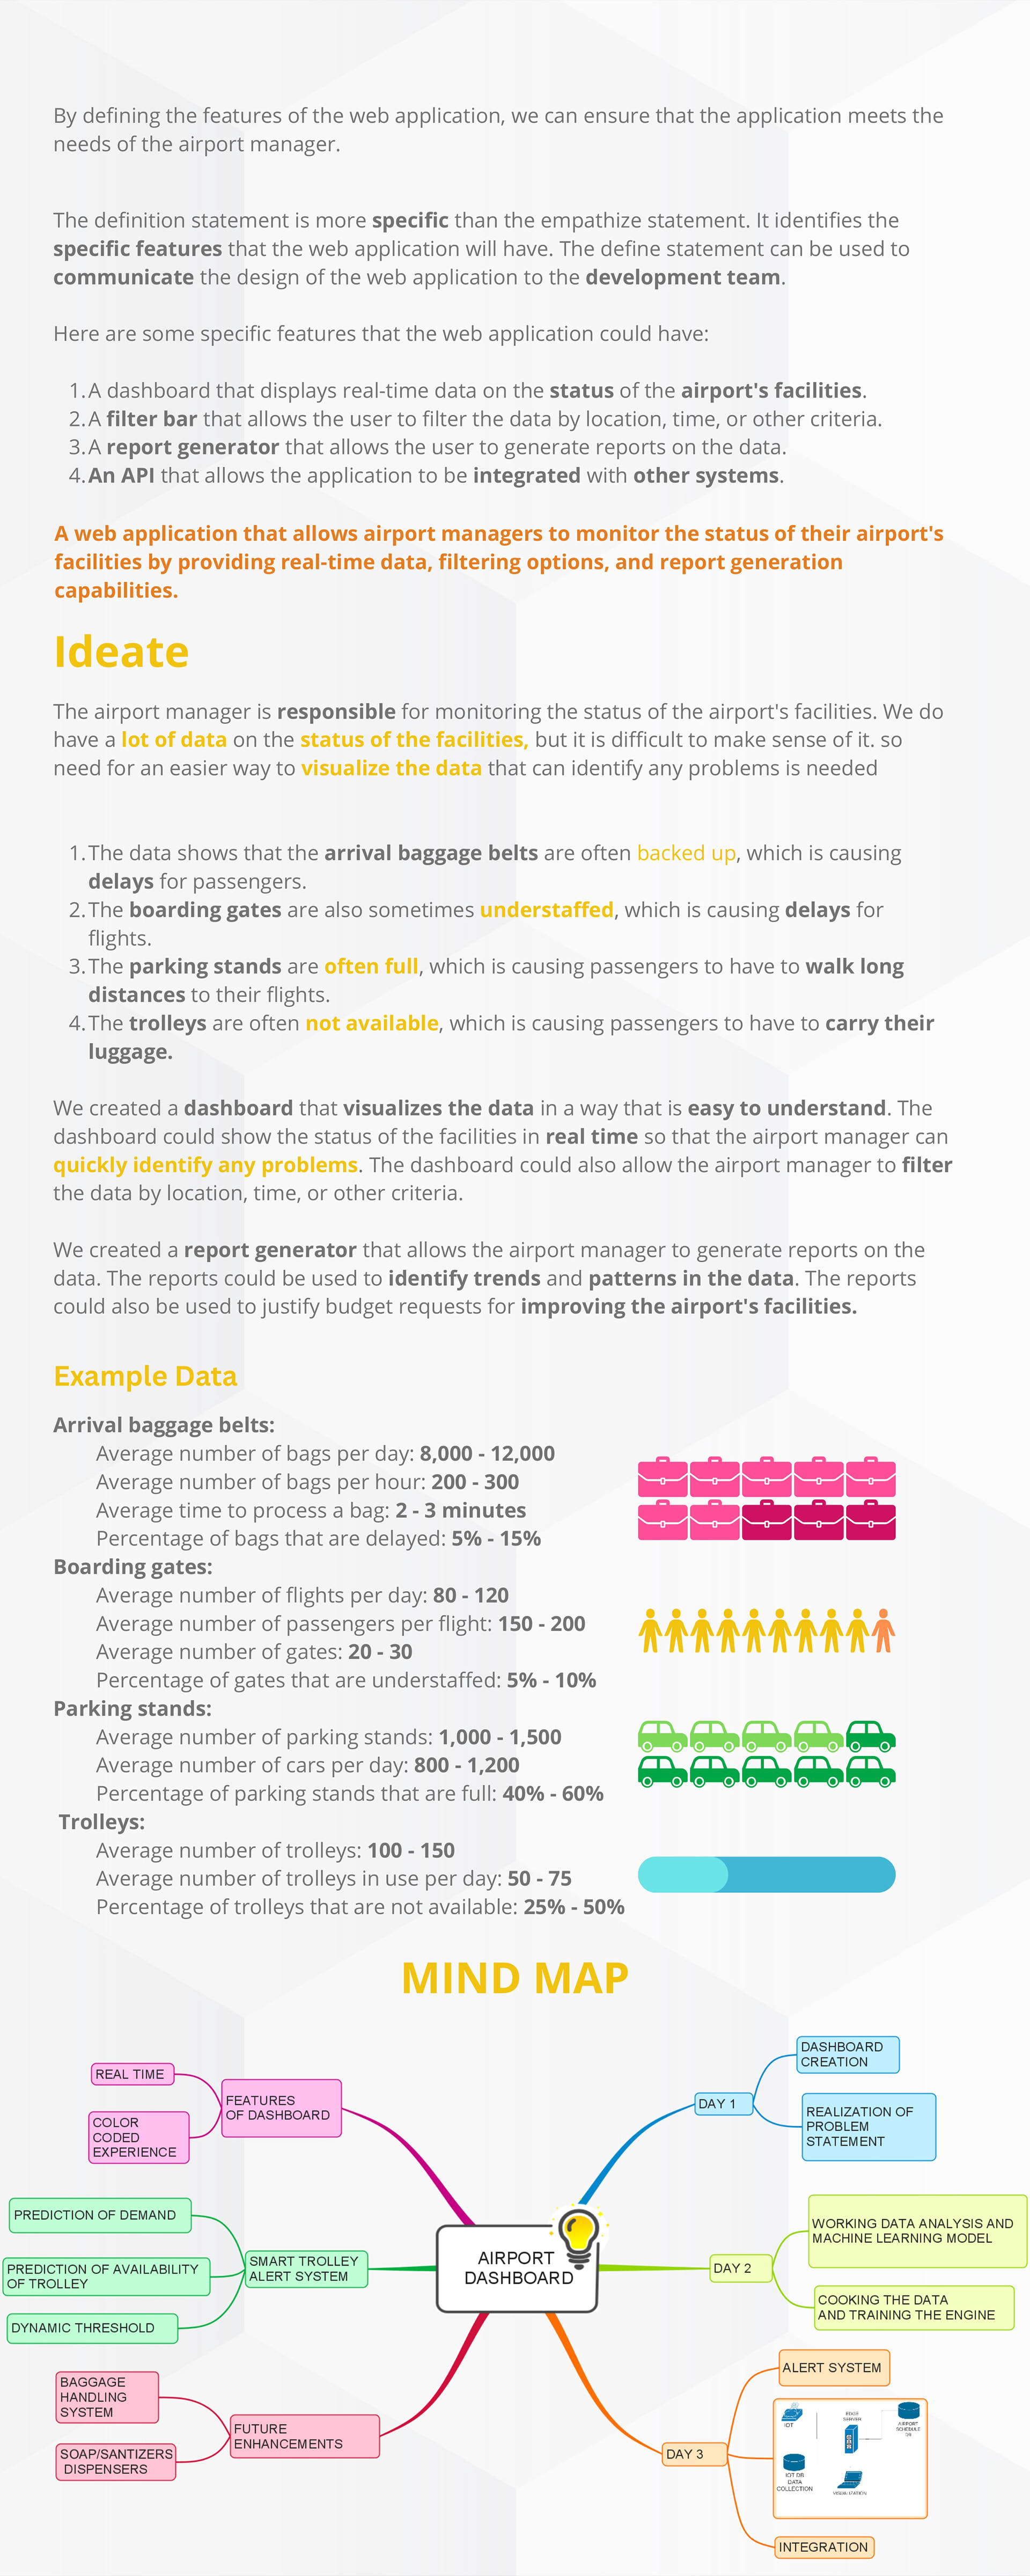 By defining the features of the web application, we can ensure that the application meets the
needs of the airport manager.
The definition statement is more specific than the empathize statement. It identifies the
specific features that the web application will have. The define statement can be used to
communicate the design of the web application to the development team.
Here are some specific features that the web application could have:
1. A dashboard that displays real-time data on the status of the airport's facilities.
2. A filter bar that allows the user to filter the data by location, time, or other criteria.
3. A report generator that allows the user to generate reports on the data.
4. An API that allows the application to be integrated with other systems.
A web application that allows airport managers to monitor the status of their airport's
facilities by providing real-time data, filtering options, and report generation
capabilities.
Ideate
The airport manager is responsible for monitoring the status of the airport's facilities. We do
have a lot of data on the status of the facilities, but it is difficult to make sense of it. so
need for an easier way to visualize the data that can identify any problems is needed
1. The data shows that the arrival baggage belts are often backed up, which is causing
delays for passengers.
2. The boarding gates are also sometimes understaffed, which is causing delays for
flights.
3. The parking stands are often full, which is causing passengers to have to walk long
distances to their flights.
4. The trolleys are often not available, which is causing passengers to have to carry their
luggage.
We created a dashboard that visualizes the data in a way that is easy to understand. The
dashboard could show the status of the facilities in real time so that the airport manager can
quickly identify any problems. The dashboard could also allow the airport manager to filter
the data by location, time, or other criteria.
We created a report generator that allows the airport manager to generate reports on the
data. The reports could be used to identify trends and patterns in the data. The reports
could also be used to justify budget requests for improving the airport's facilities.
Example Data
Arrival baggage belts:
Average number of bags per day: 8,000 - 12,000
Average number of bags per hour: 200 - 300
Average time to process a bag: 2 - 3 minutes
Percentage of bags that are delayed: 5% - 15%
Boarding gates:
Average number of flights per day: 80 - 120
Average number of passengers per flight: 150 - 200
Average number of gates: 20 - 30
Percentage of gates that are understaffed: 5% - 10%
Parking stands:
Average number of parking stands: 1,000 - 1,500
Average number of cars per day: 800 - 1,200
Percentage of parking stands that are full: 40% - 60%
Trolleys:
Average number of trolleys: 100 - 150
Average number of trolleys in use per day: 50 - 75
Percentage of trolleys that are not available: 25% - 50%
MIND MAP
REAL TIME
COLOR
CODED
EXPERIENCE
FEATURES
OF DASHBOARD
PREDICTION OF DEMAND
PREDICTION OF AVAILABILITY
OF TROLLEY
DYNAMIC THRESHOLD
SMART TROLLEY
ALERT SYSTEM
BAGGAGE
HANDLING
SYSTEM
SOAP/SANTIZERS
DISPENSERS
FUTURE
ENHANCEMENTS
AIRPORT
DASHBOARD
DAY 1
DASHBOARD
CREATION
REALIZATION OF
PROBLEM
STATEMENT
DAY 2
WORKING DATA ANALYSIS AND
MACHINE LEARNING MODEL
COOKING THE DATA
AND TRAINING THE ENGINE
DAY 3
ALERT SYSTEM
IOT
EDGE
SERVER
AIRPORT
SCHEDULE
DB
IOT DB
DATA
COLLECTION
VISUALIZATION
INTEGRATION